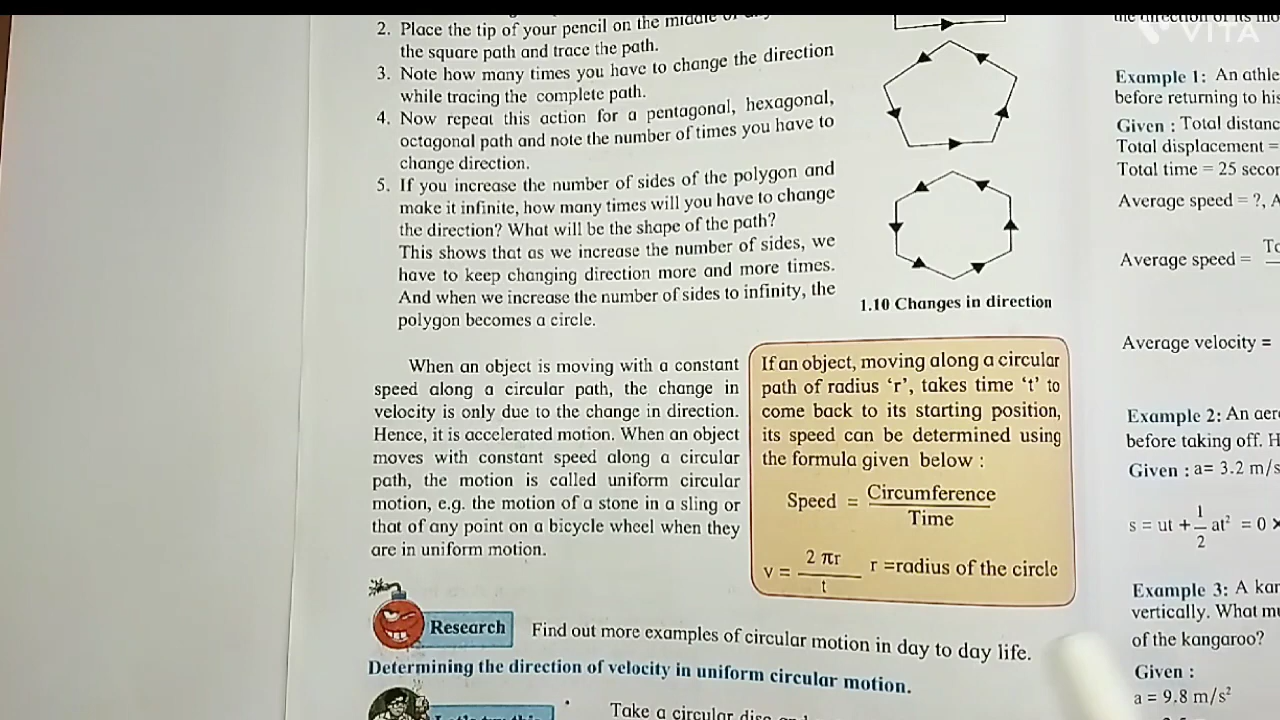 2. Place the tip of your pencil on the middle of any
the square path and trace the path.
3. Note how many times you have to change the direction
while tracing the complete path.
4. Now repeat this action for a pentagonal, hexagonal,
octagonal path and note the number of times you have to
change direction.
5. If you increase the number of sides of the polygon and
make it infinite, how many times will you have to change
the direction? What will be the shape of the path?
This shows that as we increase the number of sides, we
have to keep changing direction more and more times.
And when we increase the number of sides to infinity, the
polygon becomes a circle.
1.10 Changes in direction
When an object is moving with a constant
speed along a circular path, the change in
velocity is only due to the change in direction.
Hence, it is accelerated motion. When an object
moves with constant speed along a circular
path, the motion is called uniform circular
motion, e.g. the motion of a stone in a sling or
that of any point on a bicycle wheel when they
are in uniform motion.
If an object, moving along a circular
path of radius ‘r’, takes time ‘t’ to
come back to its starting position,
its speed can be determined using
the formula given below :
Speed = Circumference / Time
v = 2 πr / t r =radius of the circle
Research Find out more examples of circular motion in day to day life.
Determining the direction of velocity in uniform circular motion.
Take a circular disc
VITA
the direction of its
Example 1: An athle
before returning to his
Given : Total distanc
Total displacement =
Total time = 25 secon
Average speed = ?, A
Average speed =
Average velocity =
Example 2: An aer
before taking off. H
Given : a= 3.2 m/s
s = ut + 1/2 at² = 0 ×
Example 3: A kan
vertically. What m
of the kangaroo?
Given :
a = 9.8 m/s²